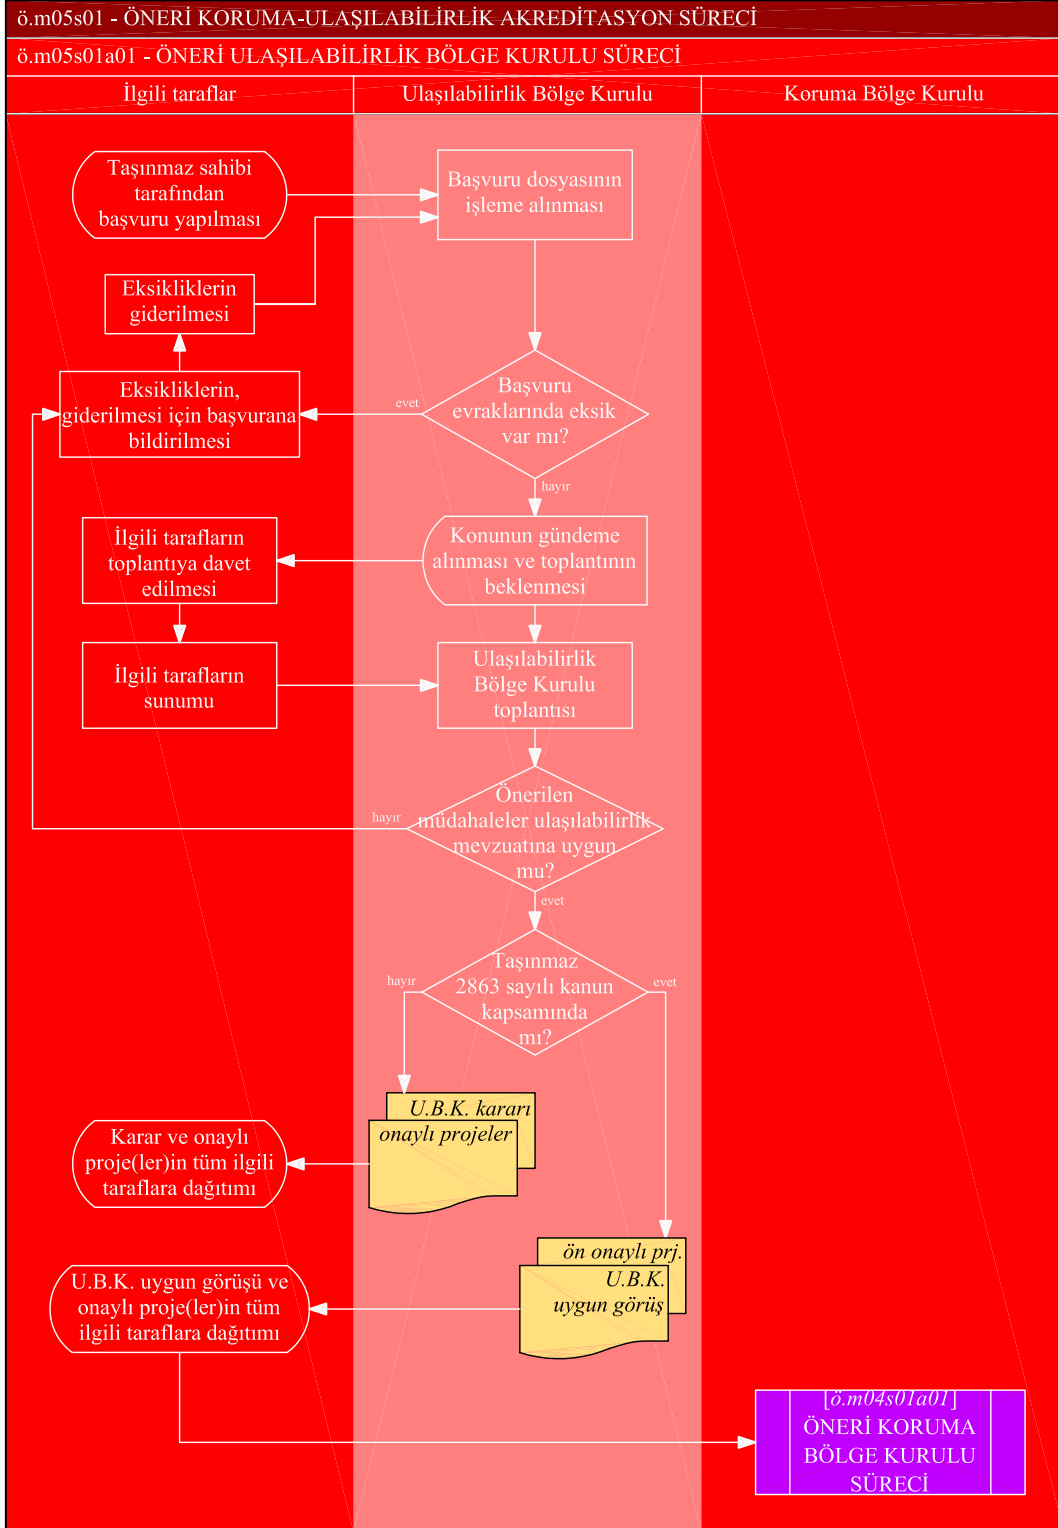 ö.m05s01 - ÖNERİ KORUMA-ULAŞILABİLİRLİK AKREDİTASYON SÜRECİ
ö.m05s01a01 - ÖNERİ ULAŞILABİLİRLİK BÖLGE KURULU SÜRECİ
İlgili taraflar
Ulaşılabilirlik Bölge Kurulu
Koruma Bölge Kurulu
Taşınmaz sahibi
tarafından
başvuru yapılması
Başvuru dosyasının
işleme alınması
Eksikliklerin
giderilmesi
Eksikliklerin,
giderilmesi için başvurana
bildirilmesi
evet
Başvuru
evraklarında eksik
var mı?
hayır
İlgili tarafların
toplantıya davet
edilmesi
Konunun gündeme
alınması ve toplantının
beklenmesi
İlgili tarafların
sunumu
Ulaşılabilirlik
Bölge Kurulu
toplantısı
hayır
Önerilen
müdahaleler ulaşılabilirlik
mevzuatına uygun
mu?
evet
hayır
Taşınmaz
2863 sayılı kanun
kapsamında
mı?
evet
U.B.K. kararı
onaylı projeler
Karar ve onaylı
proje(ler)in tüm ilgili
taraflara dağıtımı
ön onaylı prj.
U.B.K.
uygun görüş
U.B.K. uygun görüşü ve
onaylı proje(ler)in tüm
ilgili taraflara dağıtımı
[ö.m04s01a01]
ÖNERİ KORUMA
BÖLGE KURULU
SÜRECİ